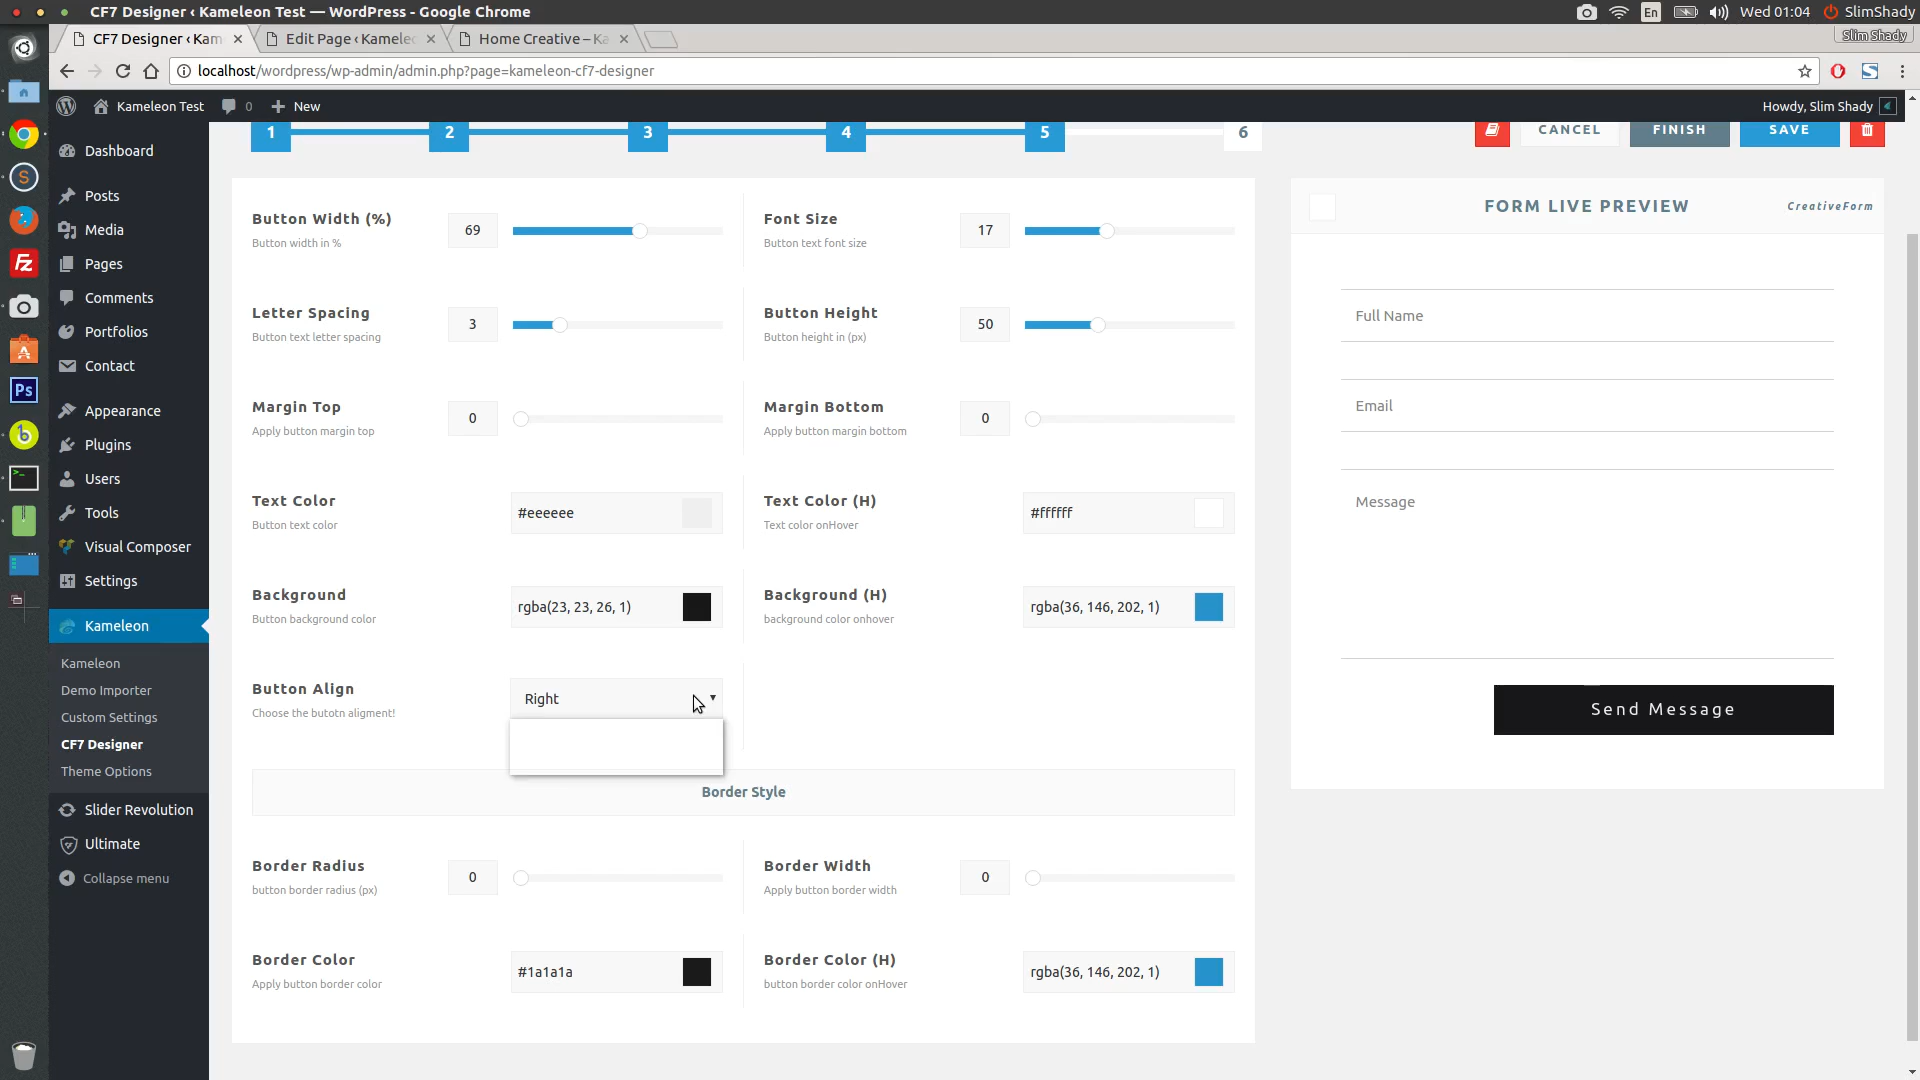 CF7 Designer ‹ Kameleon Test — WordPress - Google Chrome
En
Wed 01:04
SlimShady
CF7 Designer ‹ Kam
Edit Page ‹ Kamele
Home Creative – Ka
Slim Shady
localhost/wordpress/wp-admin/admin.php?page=kameleon-cf7-designer
Kameleon Test
0
New
Howdy, Slim Shady
1
2
3
4
5
6
CANCEL
FINISH
SAVE
Dashboard
Posts
Media
Pages
Comments
Portfolios
Contact
Appearance
Plugins
Users
Tools
Visual Composer
Settings
Kameleon
Kameleon
Demo Importer
Custom Settings
CF7 Designer
Theme Options
Slider Revolution
Ultimate
Collapse menu
S
Fz
A
Ps
b
Button Width (%)
Button width in %
69
Font Size
Button text font size
17
Letter Spacing
Button text letter spacing
3
Button Height
Button height in (px)
50
Margin Top
Apply button margin top
0
Margin Bottom
Apply button margin bottom
0
Text Color
Button text color
#eeeeee
Text Color (H)
Text color onHover
#ffffff
Background
Button background color
rgba(23, 23, 26, 1)
Background (H)
background color onhover
rgba(36, 146, 202, 1)
Button Align
Choose the butotn aligment!
Right
Border Style
Border Radius
button border radius (px)
0
Border Width
Apply button border width
0
Border Color
Apply button border color
#1a1a1a
Border Color (H)
button border color onHover
rgba(36, 146, 202, 1)
FORM LIVE PREVIEW
CreativeForm
Full Name
Email
Message
Send Message